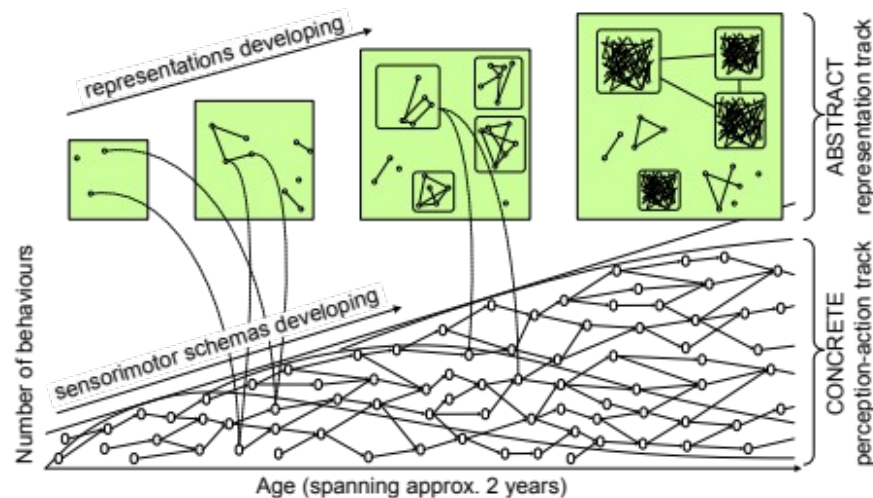 representations developing
ABSTRACT
representation track
Number of behaviours
sensorimotor schemas developing
CONCRETE
perception-action track
Age (spanning approx. 2 years)